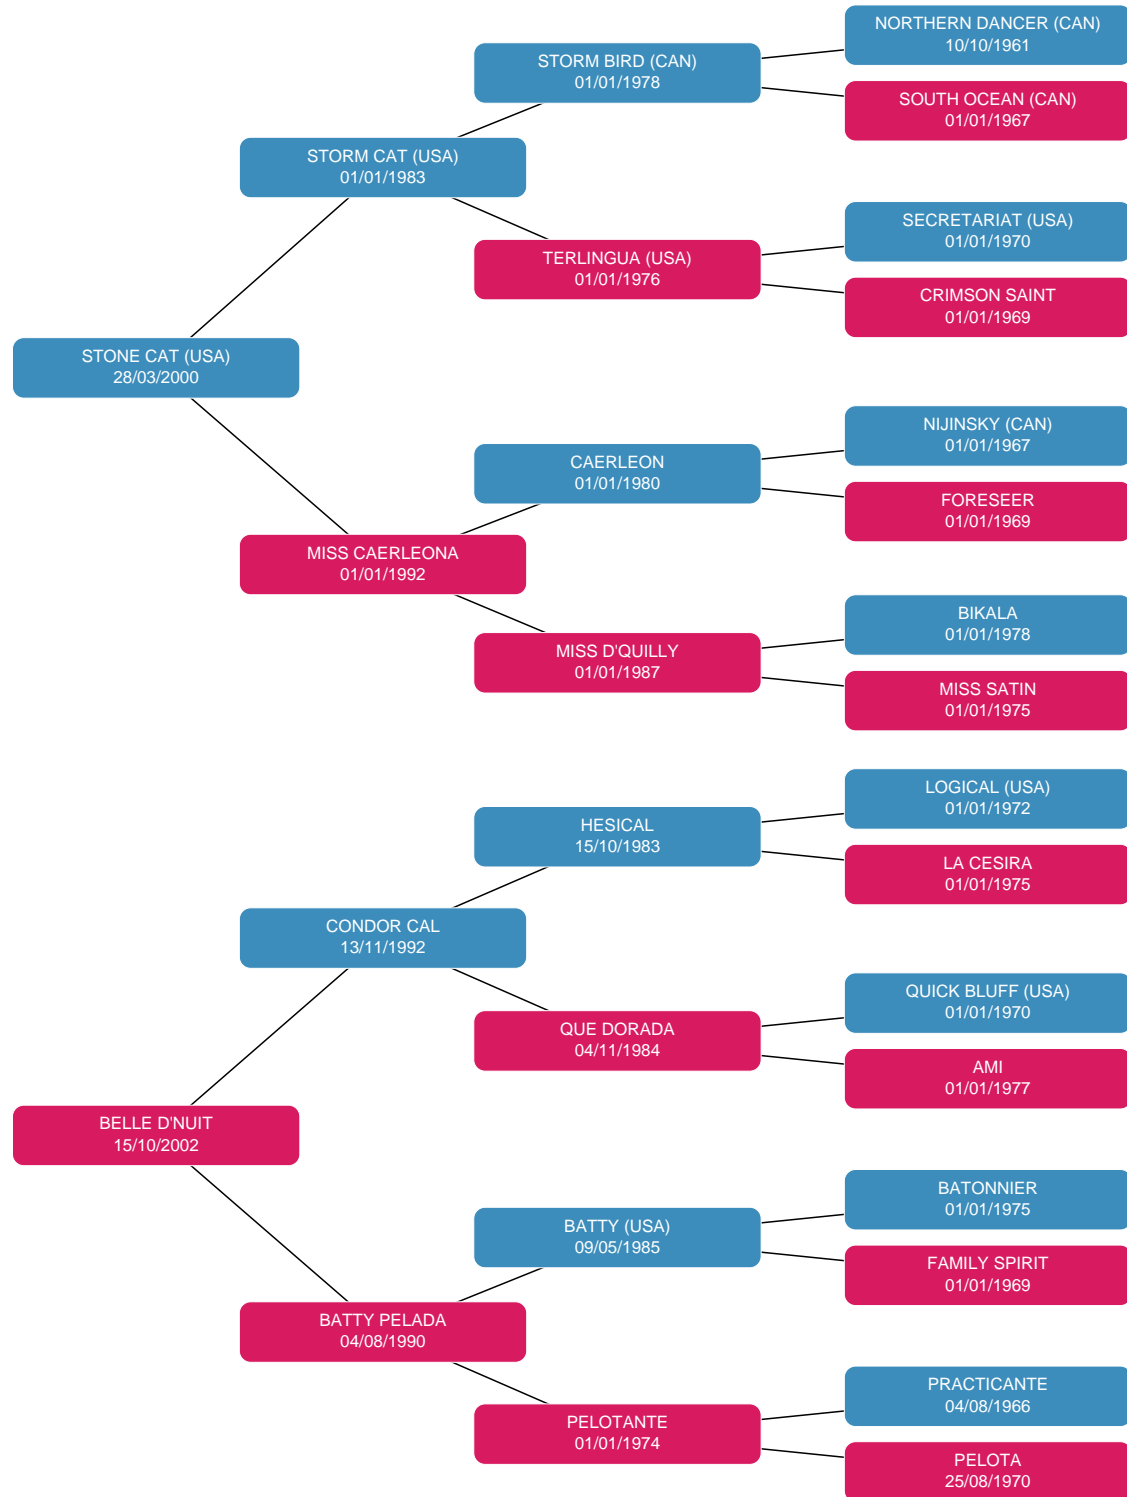 NORTHERN DANCER (CAN)
10/10/1961
STORM BIRD (CAN)
01/01/1978
SOUTH OCEAN (CAN)
01/01/1967
STORM CAT (USA)
01/01/1983
SECRETARIAT (USA)
01/01/1970
TERLINGUA (USA)
01/01/1976
CRIMSON SAINT
01/01/1969
STONE CAT (USA)
28/03/2000
NIJINSKY (CAN)
01/01/1967
CAERLEON
01/01/1980
FORESEER
01/01/1969
MISS CAERLEONA
01/01/1992
BIKALA
01/01/1978
MISS D'QUILLY
01/01/1987
MISS SATIN
01/01/1975
LOGICAL (USA)
01/01/1972
HESICAL
15/10/1983
LA CESIRA
01/01/1975
CONDOR CAL
13/11/1992
QUICK BLUFF (USA)
01/01/1970
QUE DORADA
04/11/1984
AMI
01/01/1977
BELLE D'NUIT
15/10/2002
BATONNIER
01/01/1975
BATTY (USA)
09/05/1985
FAMILY SPIRIT
01/01/1969
BATTY PELADA
04/08/1990
PRACTICANTE
04/08/1966
PELOTANTE
01/01/1974
PELOTA
25/08/1970